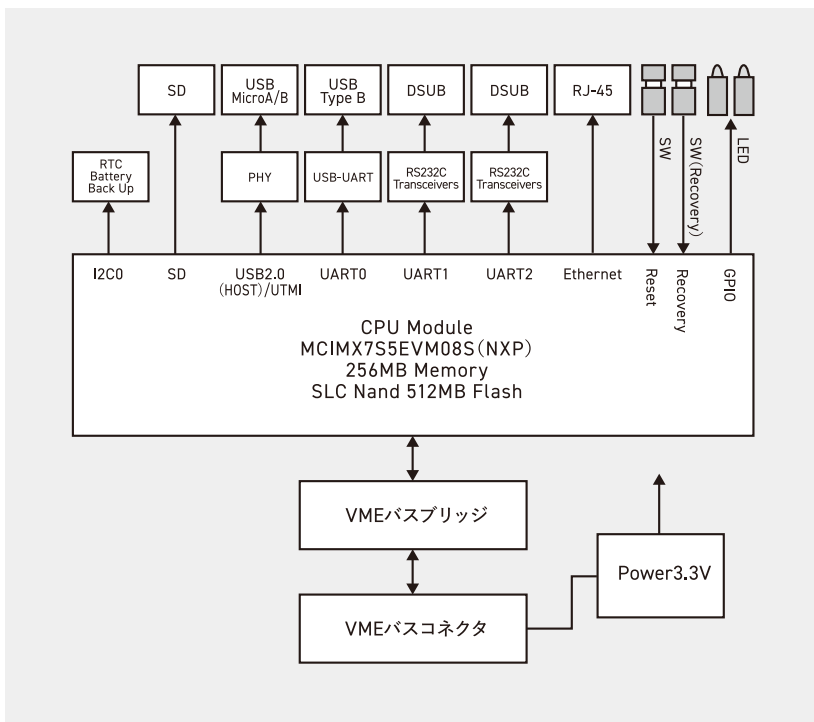 SD
USB
MicroA/B
USB
Type B
DSUB
DSUB
RJ-45
SW
SW(Recovery)
LED
RTC
Battery
Back Up
PHY
USB-UART
RS232C
Transceivers
RS232C
Transceivers
I2C0
SD
USB2.0
(HOST)/UTMI
UART0
UART1
UART2
Ethernet
Reset
Recovery
GPIO
CPU Module
MCIMX7S5EVM08S(NXP)
256MB Memory
SLC Nand 512MB Flash
VMEバスブリッジ
Power3.3V
VMEバスコネクタ